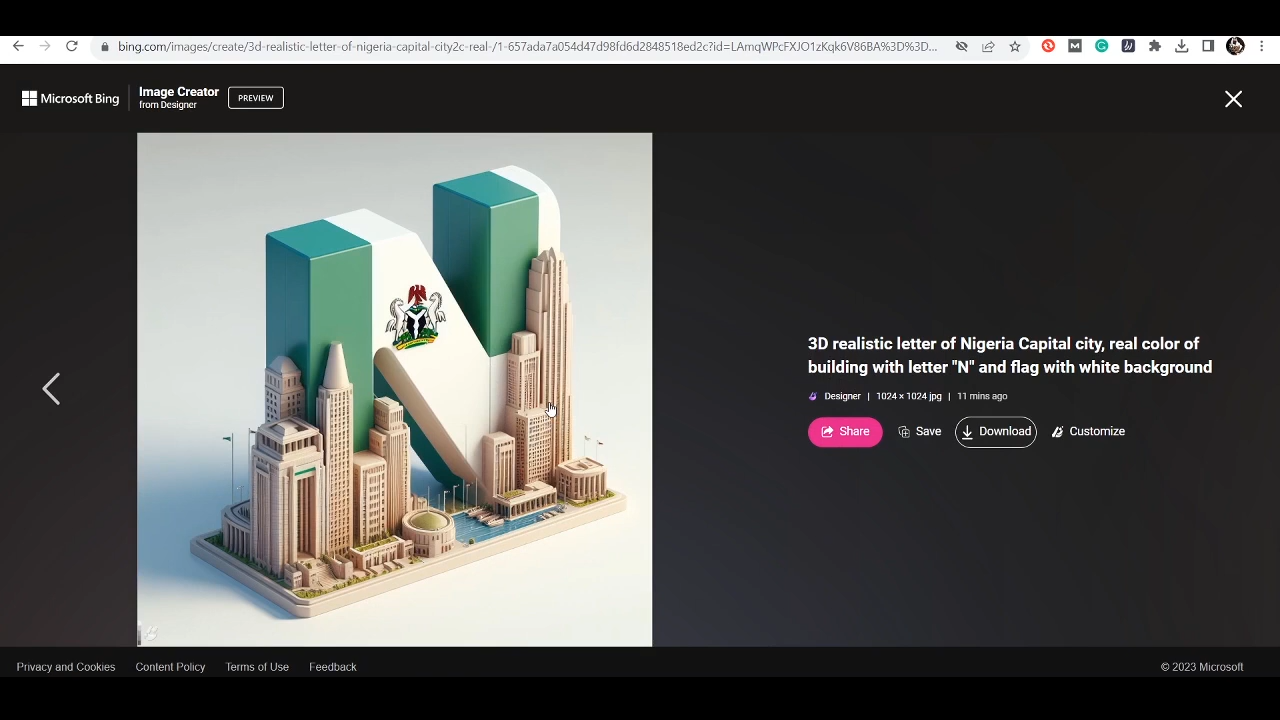 bing.com/images/create/3d-realistic-letter-of-nigeria-capital-city2c-real-/1-657ada7a054d47d98fd6d2848518ed2c?id=LAmqWPcFXJO1zKqk6V86BA%3D%3D...
Microsoft Bing
Image Creator
from Designer
PREVIEW
3D realistic letter of Nigeria Capital city, real color of
building with letter "N" and flag with white background
Designer | 1024 × 1024 jpg | 11 mins ago
Share Save Download Customize
Privacy and Cookies Content Policy Terms of Use Feedback © 2023 Microsoft